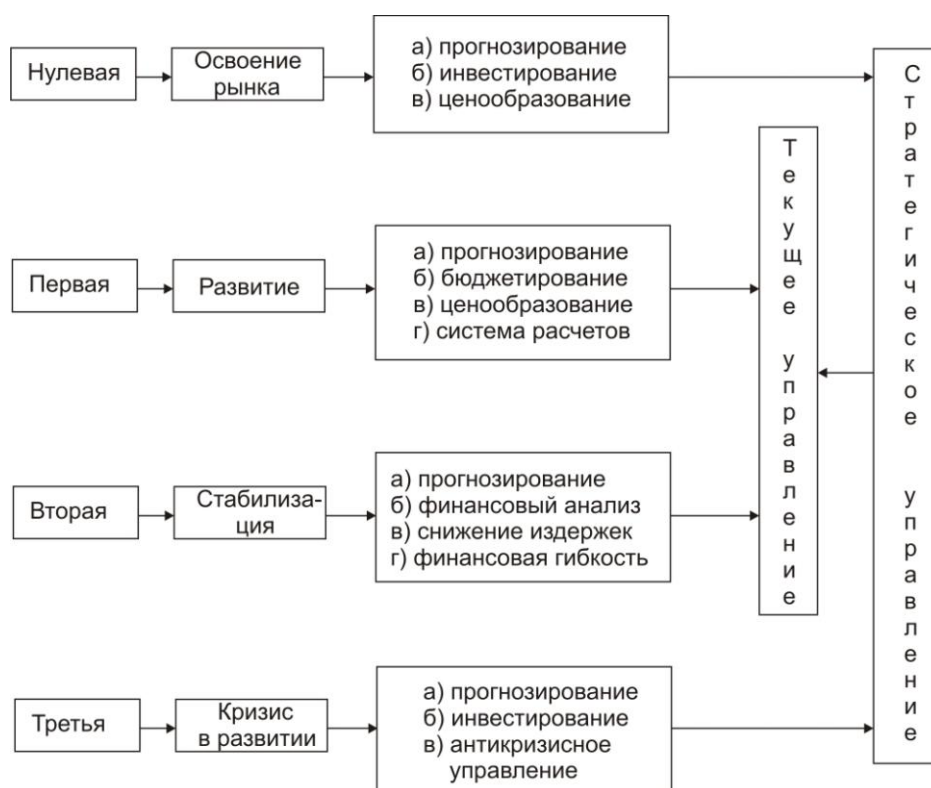 Нулевая
Освоение
рынка
а) прогнозирование
б) инвестирование
в) ценообразование
Первая
Развитие
а) прогнозирование
б) бюджетирование
в) ценообразование
г) система расчетов
Вторая
Стабилиза-
ция
а) прогнозирование
б) финансовый анализ
в) снижение издержек
г) финансовая гибкость
Третья
Кризис
в развитии
а) прогнозирование
б) инвестирование
в) антикризисное
управление
Текущее управление
Стратегическое управление